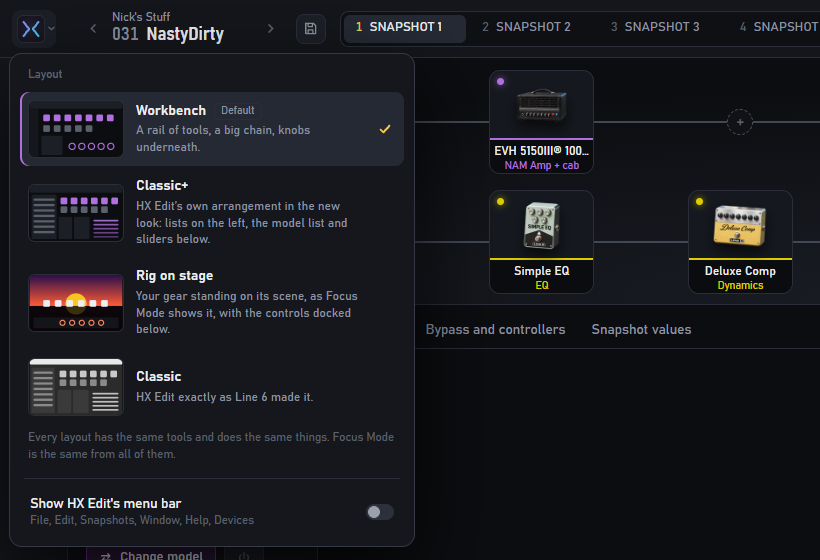 Nick's Stuff
031 NastyDirty
1 SNAPSHOT 1
2 SNAPSHOT 2
3 SNAPSHOT 3
4 SNAPSHOT
Layout
Workbench Default
A rail of tools, a big chain, knobs
underneath.
Classic+
HX Edit's own arrangement in the new
look: lists on the left, the model list and
sliders below.
Rig on stage
Your gear standing on its scene, as Focus
Mode shows it, with the controls docked
below.
Classic
HX Edit exactly as Line 6 made it.
Every layout has the same tools and does the same things. Focus Mode
is the same from all of them.
Show HX Edit's menu bar
File, Edit, Snapshots, Window, Help, Devices
EVH 5150III® 100...
NAM Amp + cab
SIMPLE EQ
Simple EQ
EQ
Deluxe Comp
Deluxe Comp
Dynamics
Bypass and controllers
Snapshot values
Change model